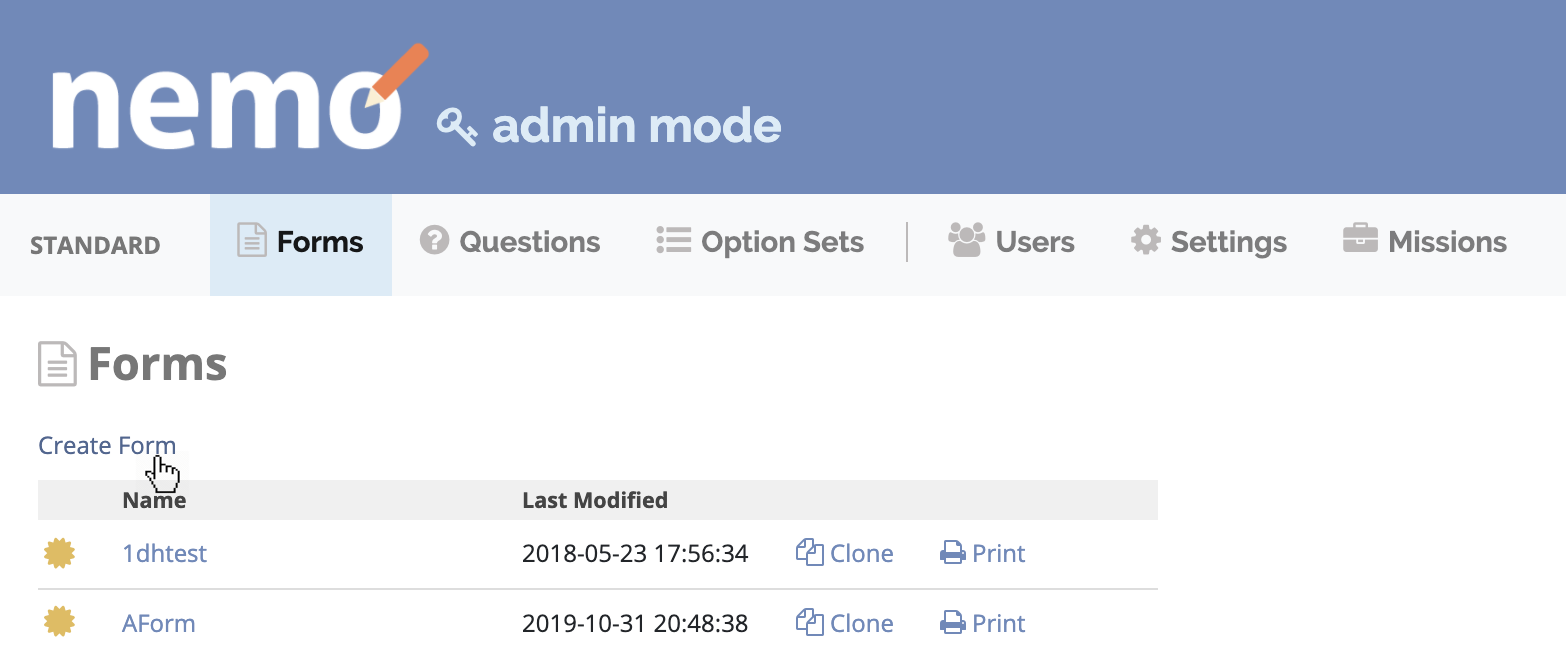 nemo admin mode
STANDARD Forms Questions Option Sets Users Settings Missions
Forms
Create Form
Name Last Modified
1dhtest 2018-05-23 17:56:34 Clone Print
AForm 2019-10-31 20:48:38 Clone Print